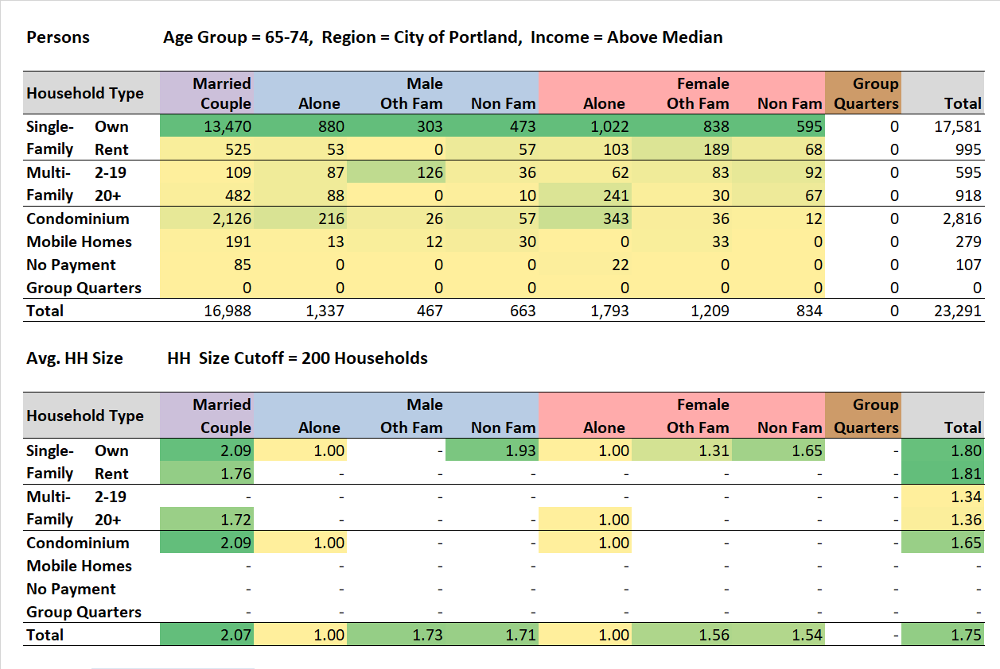 Persons Age Group = 65-74, Region = City of Portland, Income = Above Median
Married Male Female Group
Household Type
Couple Alone Oth Fam Non Fam Alone Oth Fam Non Fam Quarters Total
Single- Own 13,470 880 303 473 1,022 838 595 0 17,581
Family Rent 525 53 0 57 103 189 68 0 995
Multi- 2-19 109 87 126 36 62 83 92 0 595
Family 20+ 482 88 0 10 241 30 67 0 918
Condominium 2,126 216 26 57 343 36 12 0 2,816
Mobile Homes 191 13 12 30 0 33 0 0 279
No Payment 85 0 0 0 22 0 0 0 107
Group Quarters 0 0 0 0 0 0 0 0 0
Total 16,988 1,337 467 663 1,793 1,209 834 0 23,291
Avg. HH Size HH Size Cutoff = 200 Households
Married Male Female Group
Household Type
Couple Alone Oth Fam Non Fam Alone Oth Fam Non Fam Quarters Total
Single- Own 2.09 1.00 - 1.93 1.00 1.31 1.65 - 1.80
Family Rent 1.76 - - - - - - - 1.81
Multi- 2-19 - - - - - - - - 1.34
Family 20+ 1.72 - - - 1.00 - - - 1.36
Condominium 2.09 1.00 - - 1.00 - - - 1.65
Mobile Homes - - - - - - - - -
No Payment - - - - - - - - -
Group Quarters - - - - - - - - -
Total 2.07 1.00 1.73 1.71 1.00 1.56 1.54 - 1.75